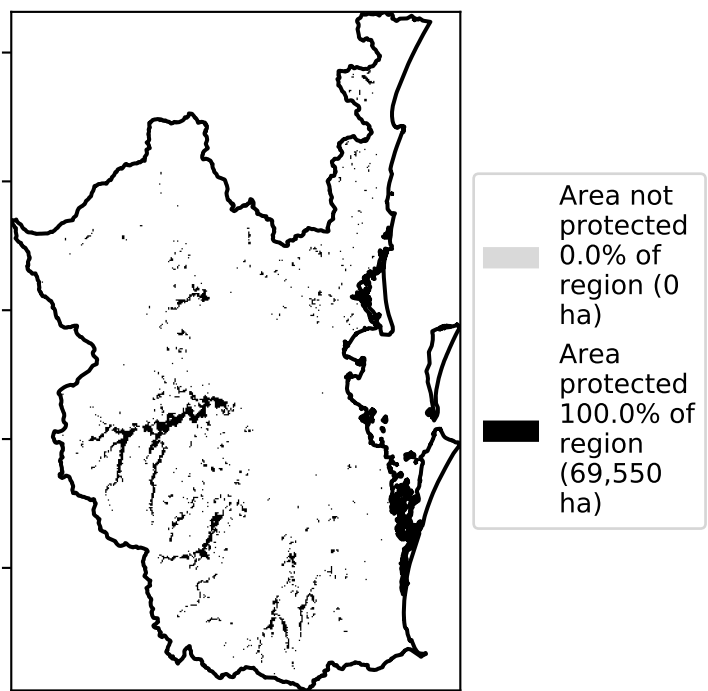 Area not
protected
0.0% of
region (0
ha)
Area
protected
100.0% of
region
(69,550
ha)